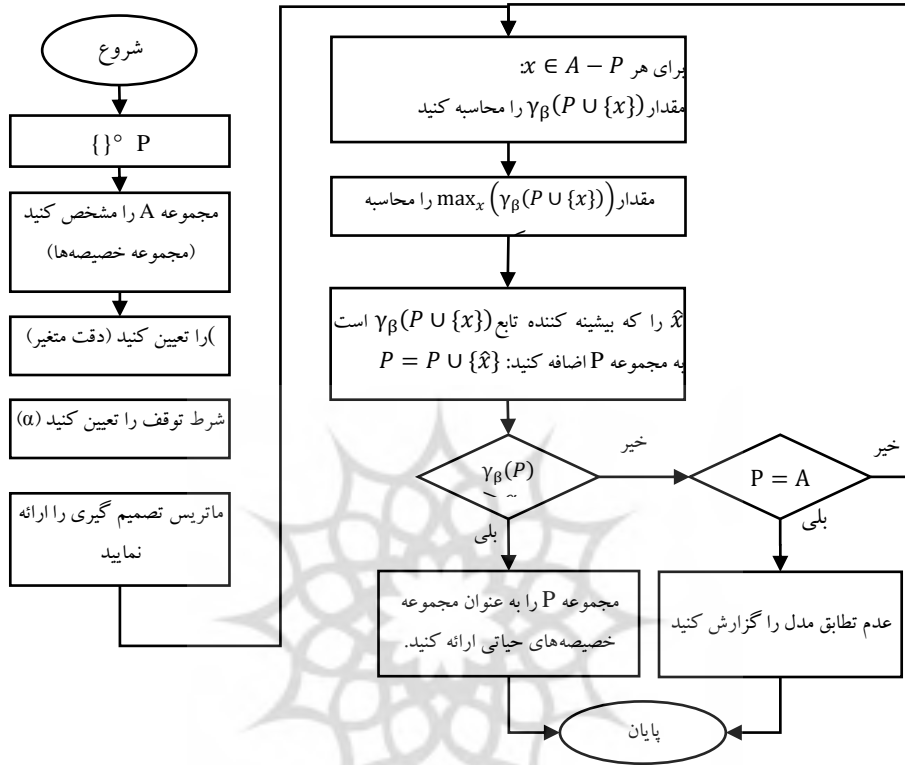 شروع
{}° P
مجموعه A را مشخص کنید
(مجموعه خصیصه‌ها)
)را تعیین کنید (دقت متغیر)
شرط توقف را تعیین کنید (α)
ماتریس تصمیم گیری را ارائه
نمایید
برای هر x ∈ A − P:
مقدار γβ(P ∪ {x}) را محاسبه کنید
مقدار maxₓ(γβ(P ∪ {x})) را محاسبه
x̂ را که بیشینه کننده تابع γβ(P ∪ {x}) است
به مجموعه P اضافه کنید: P = P ∪ {x̂}
γβ(P)
خیر
بلی
P = A
خیر
بلی
مجموعه P را به عنوان مجموعه
خصیصه‌های حیاتی ارائه کنید.
عدم تطابق مدل را گزارش کنید
پایان